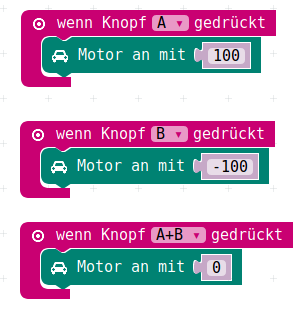 wenn Knopf A ▾ gedrückt
Motor an mit 100
wenn Knopf B ▾ gedrückt
Motor an mit -100
wenn Knopf A+B ▾ gedrückt
Motor an mit 0